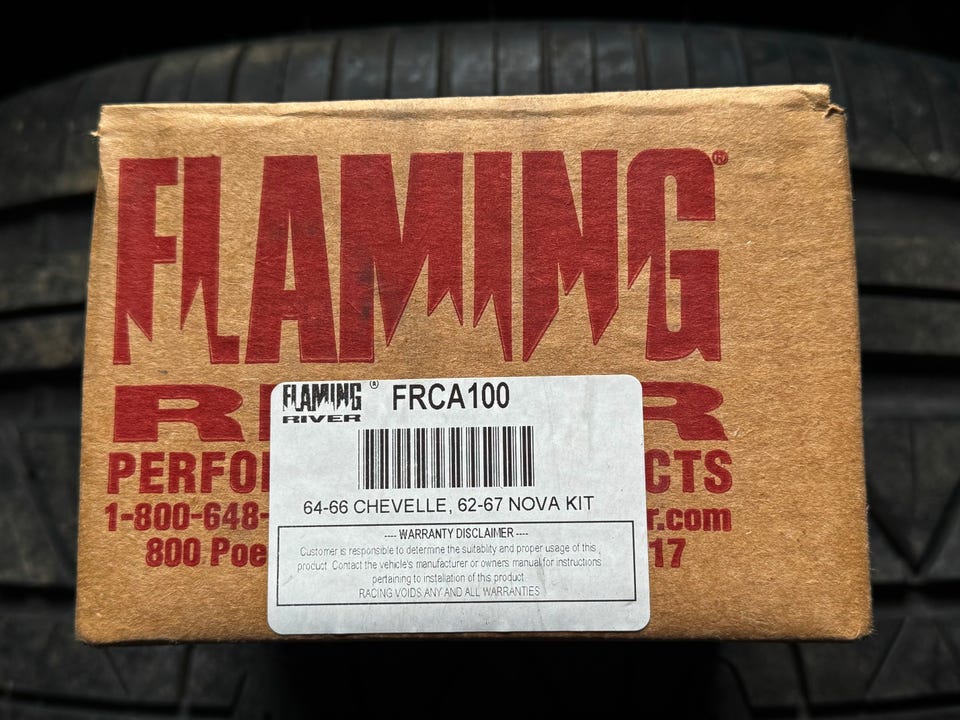 FLAMING®
R R
PERFO CTS
1-800-648- r.com
800 Poe 17
FLAMING®
RIVER
FRCA100
64-66 CHEVELLE, 62-67 NOVA KIT
---- WARRANTY DISCLAIMER ----
Customer is responsible to determine the suitablity and proper usage of this
product. Contact the vehicle's manufacturer or owners manual for instructions
pertaining to installation of this product
RACING VOIDS ANY AND ALL WARRANTIES